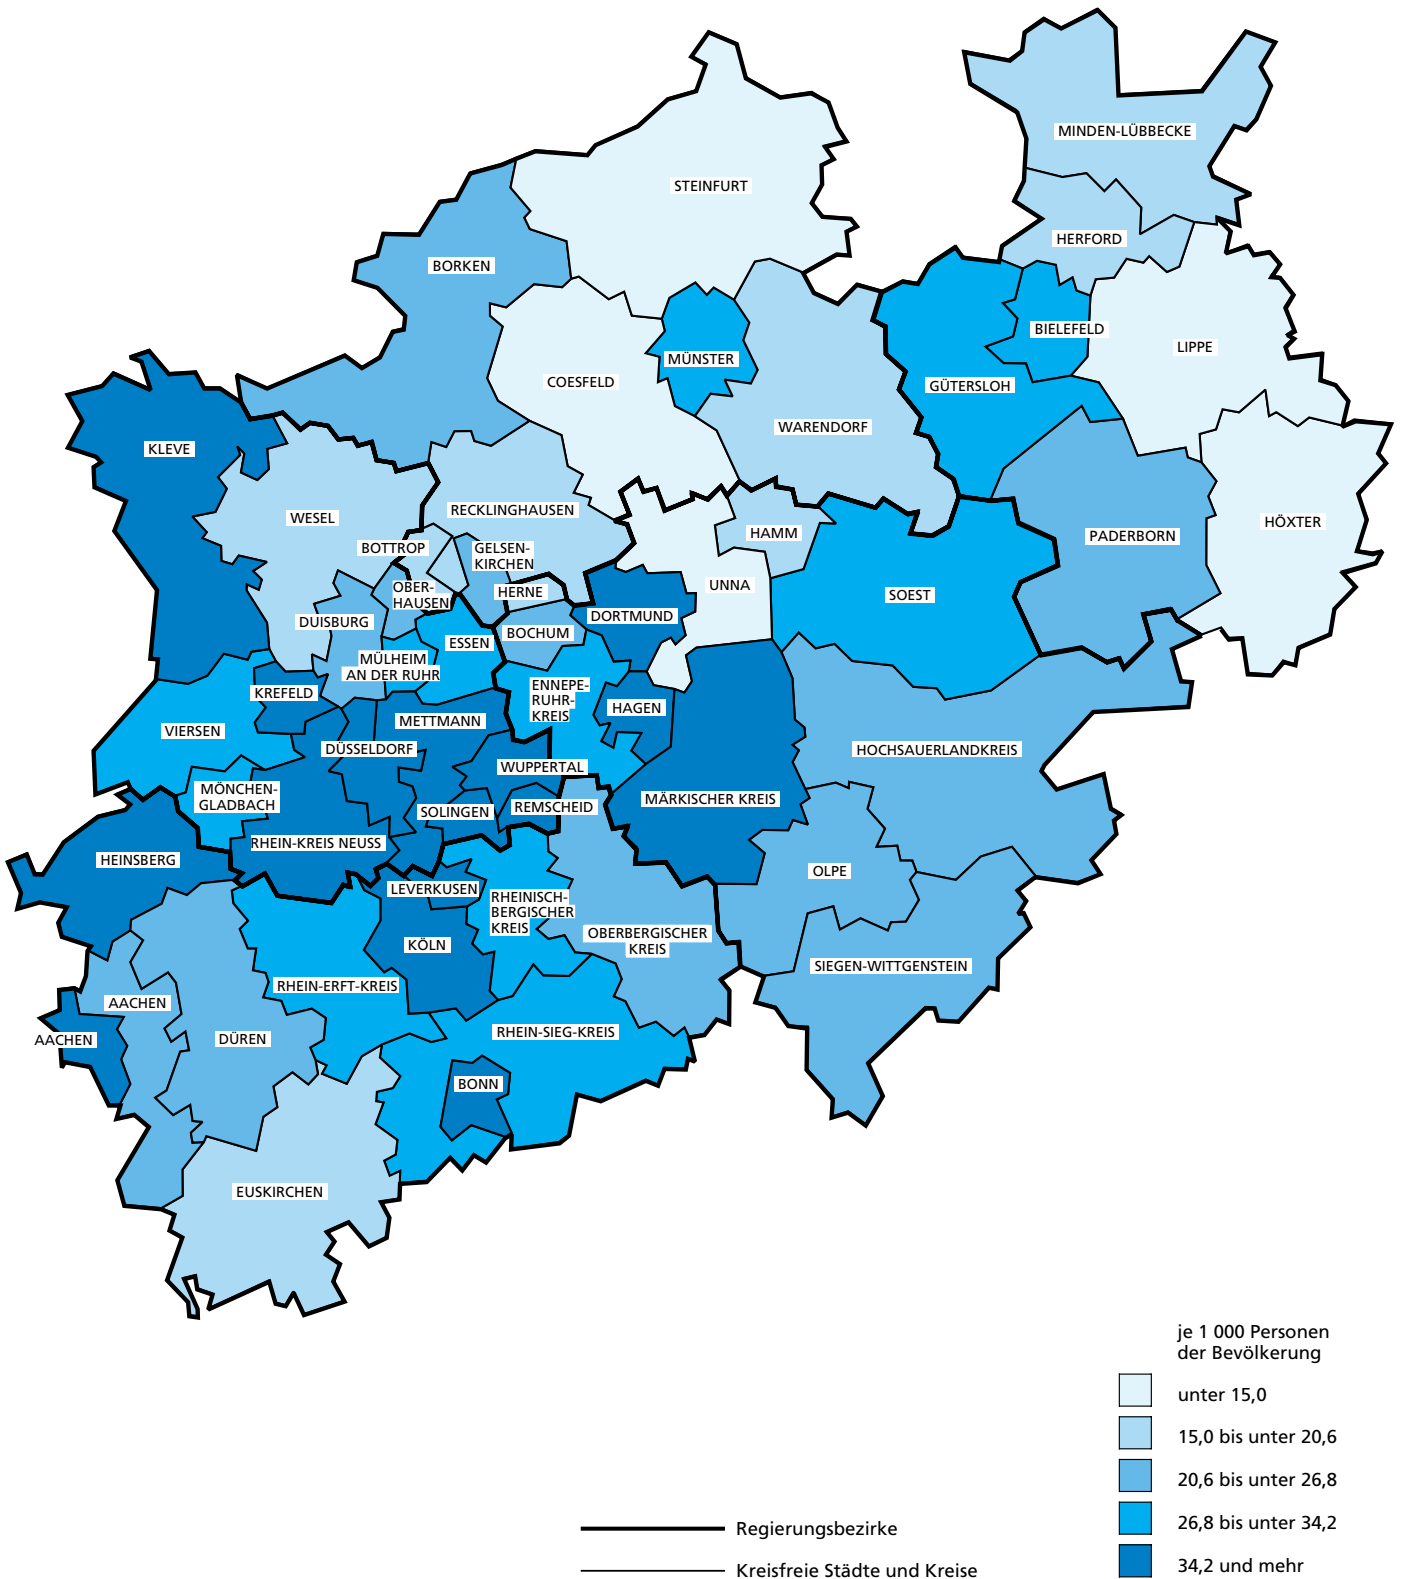 MINDEN-LÜBBECKE
STEINFURT
HERFORD
BORKEN
BIELEFELD
LIPPE
MÜNSTER
COESFELD
GÜTERSLOH
WARENDORF
KLEVE
RECKLINGHAUSEN
WESEL
HÖXTER
HAMM
PADERBORN
BOTTROP
GELSEN-
KIRCHEN
UNNA
OBER-
HAUSEN
HERNE
SOEST
DORTMUND
DUISBURG
BOCHUM
ESSEN
MÜLHEIM
AN DER RUHR
KREFELD
ENNEPE-
RUHR-
KREIS
HAGEN
METTMANN
VIERSEN
DÜSSELDORF
HOCHSAUERLANDKREIS
WUPPERTAL
MÖNCHEN-
GLADBACH
MÄRKISCHER KREIS
REMSCHEID
SOLINGEN
RHEIN-KREIS NEUSS
HEINSBERG
OLPE
LEVERKUSEN
RHEINISCH-
BERGISCHER
KREIS
OBERBERGISCHER
KREIS
KÖLN
SIEGEN-WITTGENSTEIN
RHEIN-ERFT-KREIS
AACHEN
RHEIN-SIEG-KREIS
AACHEN
DÜREN
BONN
EUSKIRCHEN
je 1 000 Personen
der Bevölkerung
unter 15,0
15,0 bis unter 20,6
20,6 bis unter 26,8
26,8 bis unter 34,2
34,2 und mehr
Regierungsbezirke
Kreisfreie Städte und Kreise